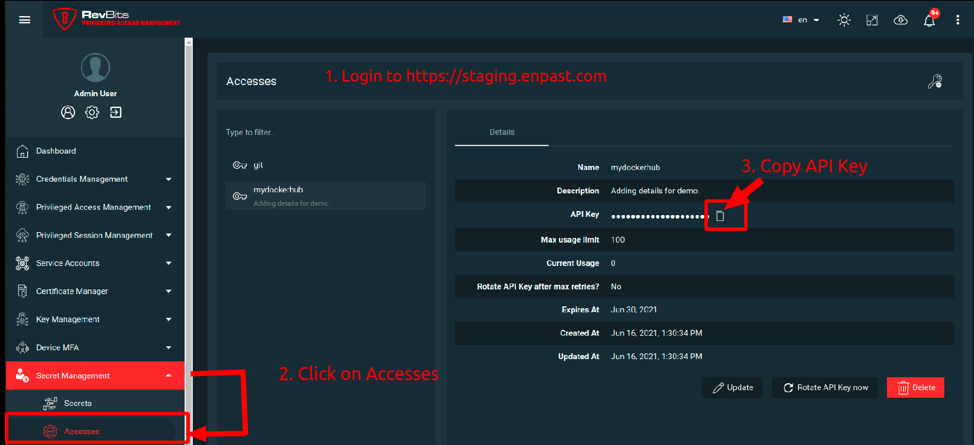 RevBits
PRIVILEGED ACCESS MANAGEMENT
en
9+
Admin User
Dashboard
Credentials Management
Privileged Access Management
Privileged Session Management
Service Accounts
Certificate Manager
Key Management
Device MFA
Secret Management
Secrets
Accesses
Accesses
1. Login to https://staging.enpast.com
Type to filter...
git
mydockerhub
Adding details for demo.
2. Click on Accesses
Details
Name mydockerhub
3. Copy API Key
Description Adding details for demo.
API Key ••••••••••••••••••••
Max usage limit 100
Current Usage 0
Rotate API Key after max retries? No
Expires At Jun 30, 2021
Created At Jun 16, 2021, 1:30:34 PM
Updated At Jun 16, 2021, 1:30:34 PM
Update
Rotate API Key now
Delete